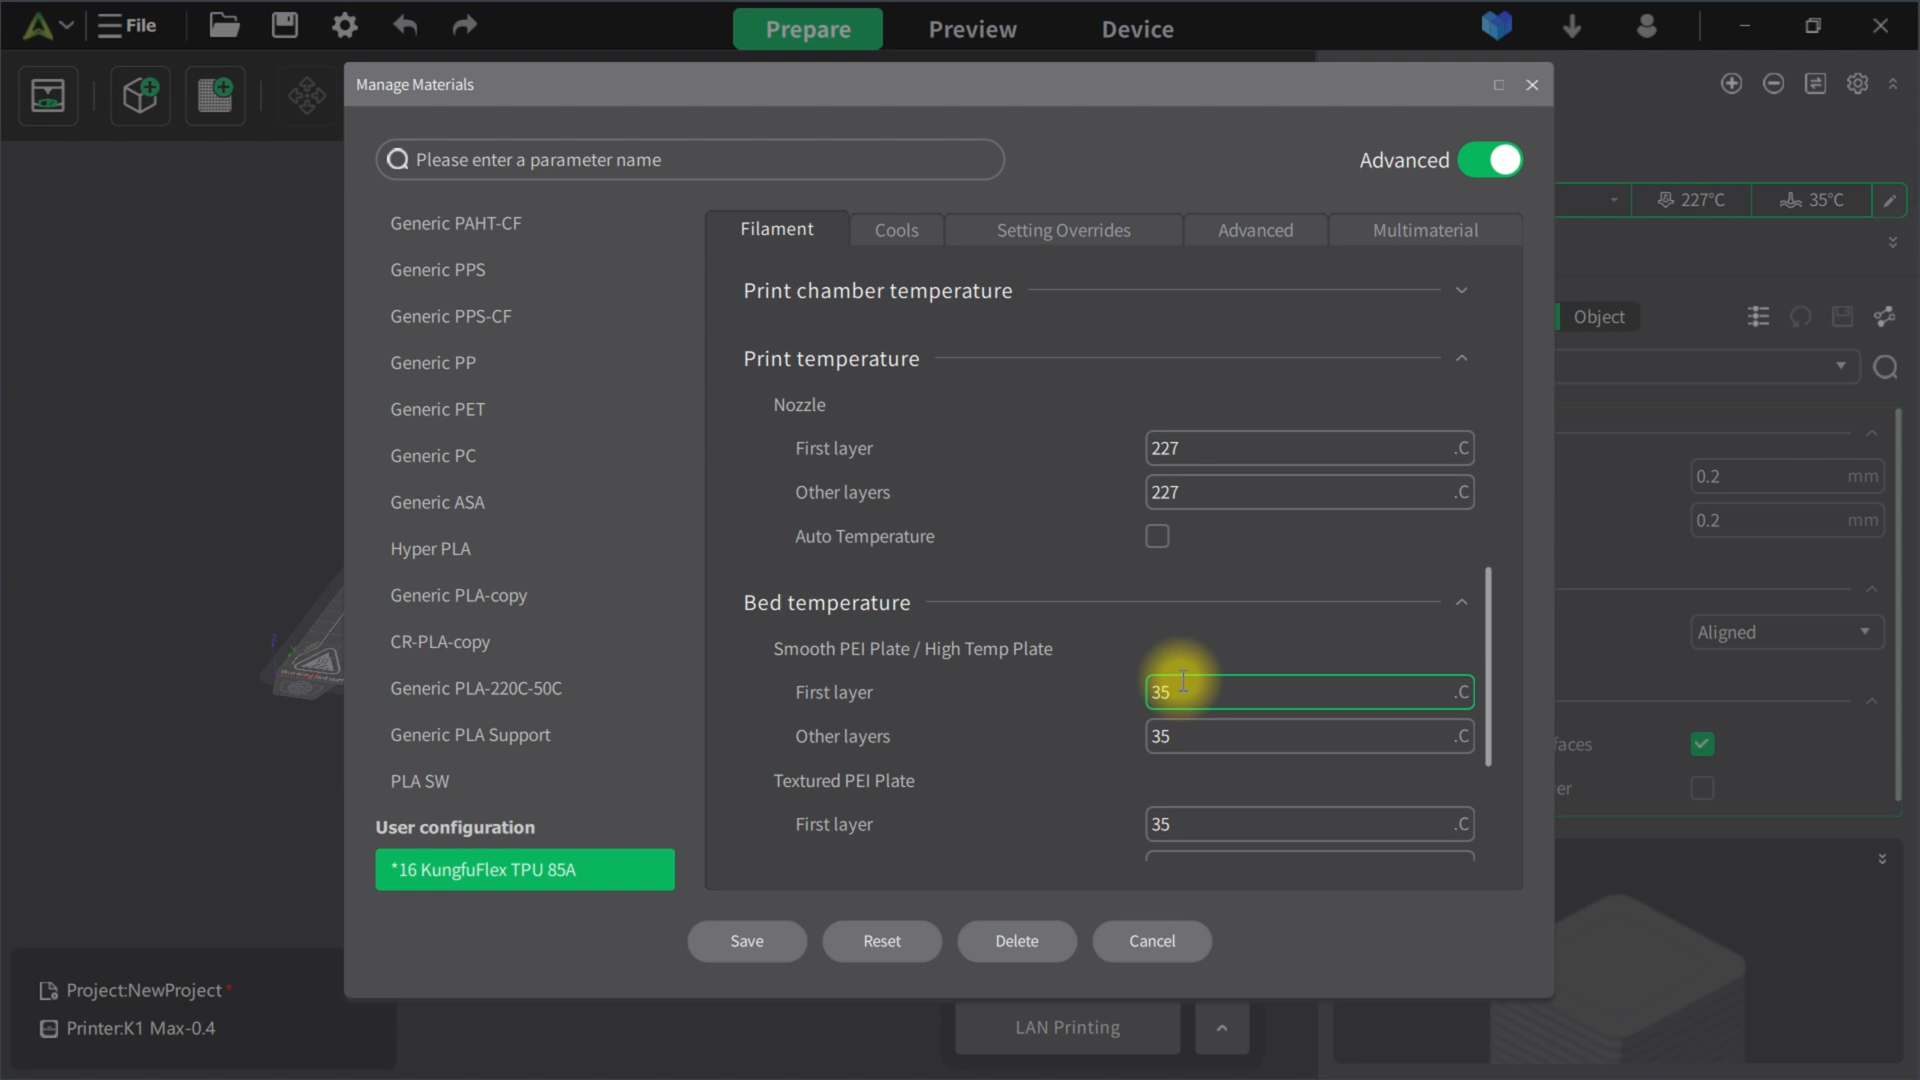 File
Prepare
Preview
Device
Manage Materials
Please enter a parameter name
Advanced
227°C
35°C
Generic PAHT-CF
Generic PPS
Generic PPS-CF
Generic PP
Generic PET
Generic PC
Generic ASA
Hyper PLA
Generic PLA-copy
CR-PLA-copy
Generic PLA-220C-50C
Generic PLA Support
PLA SW
User configuration
*16 KungfuFlex TPU 85A
Filament
Cools
Setting Overrides
Advanced
Multimaterial
Print chamber temperature
Print temperature
Nozzle
First layer 227 .C
Other layers 227 .C
Auto Temperature
Bed temperature
Smooth PEI Plate / High Temp Plate
First layer 35 .C
Other layers 35 .C
Textured PEI Plate
First layer 35 .C
Save
Reset
Delete
Cancel
Object
0.2 mm
0.2 mm
Aligned
faces
er
Project:NewProject*
Printer:K1 Max-0.4
LAN Printing